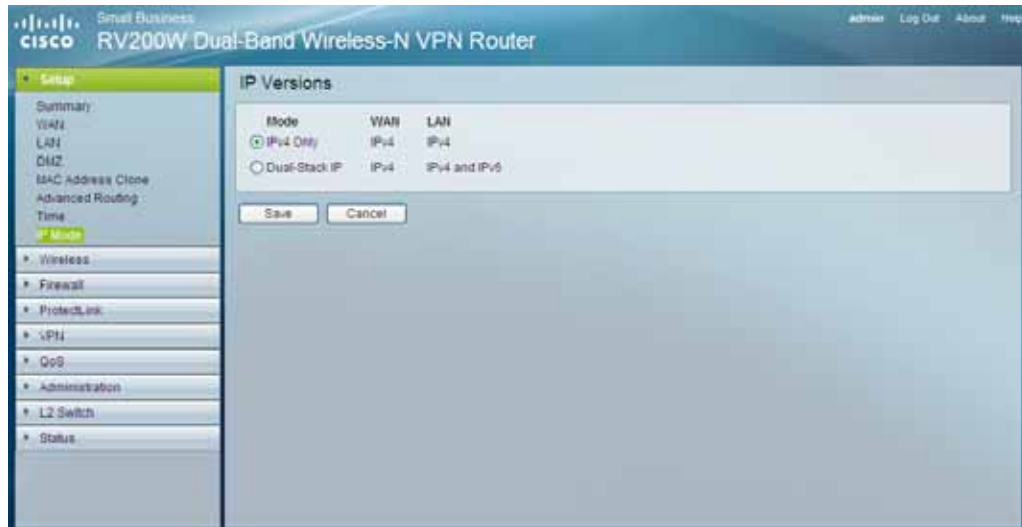 Small Business
cisco RV200W Dual-Band Wireless-N VPN Router
admin Log Out About Help
Setup
Summary
WAN
LAN
DMZ
MAC Address Clone
Advanced Routing
Time
IP Mode
Wireless
Firewall
ProtectLink
VPN
QoS
Administration
L2 Switch
Status
IP Versions
Mode WAN LAN
IPv4 Only IPv4 IPv4
Dual-Stack IP IPv4 IPv4 and IPv6
Save Cancel